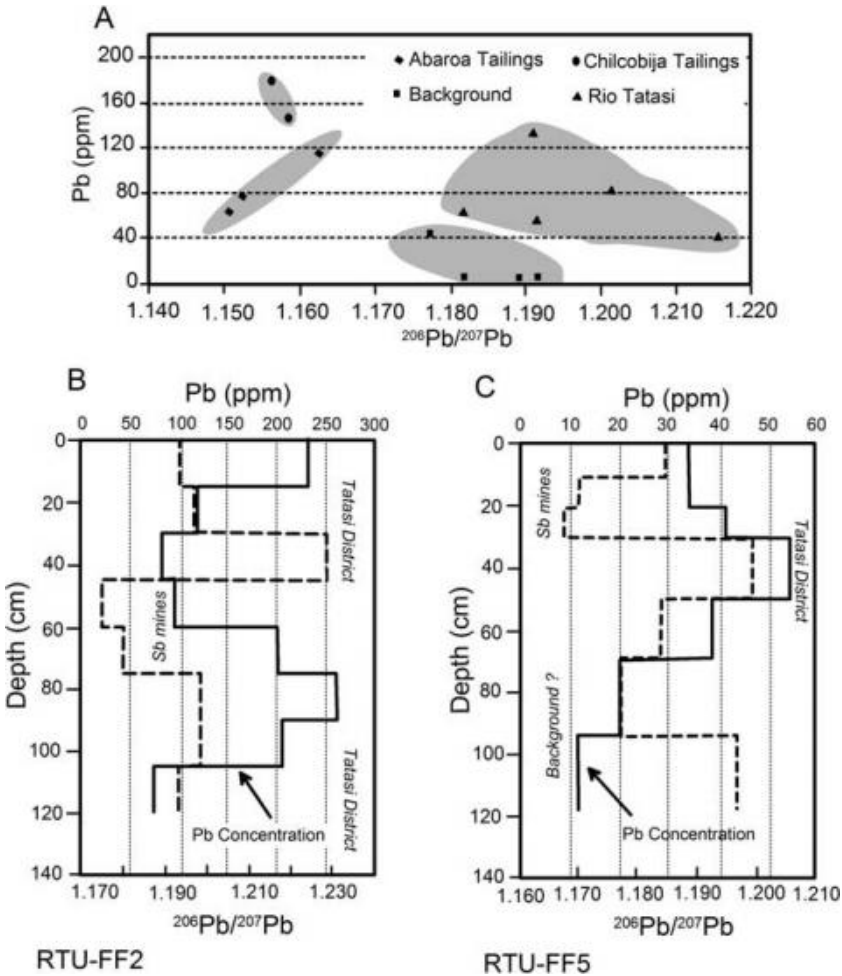 A
Pb (ppm)
200
160
120
80
40
0
Abaroa Tailings
Chilcobija Tailings
Background
Rio Tatasi
1.140 1.150 1.160 1.170 1.180 1.190 1.200 1.210 1.220
²⁰⁶Pb/²⁰⁷Pb
B
Pb (ppm)
0 50 100 150 200 250 300
Depth (cm)
0
20
40
60
80
100
120
140
Tatasi District
Sb mines
Tatasi District
Pb Concentration
1.170 1.190 1.210 1.230
²⁰⁶Pb/²⁰⁷Pb
RTU-FF2
C
Pb (ppm)
0 10 20 30 40 50 60
Depth (cm)
0
20
40
60
80
100
120
140
Sb mines
Tatasi District
Background ?
Pb Concentration
1.160 1.170 1.180 1.190 1.200 1.210
²⁰⁶Pb/²⁰⁷Pb
RTU-FF5